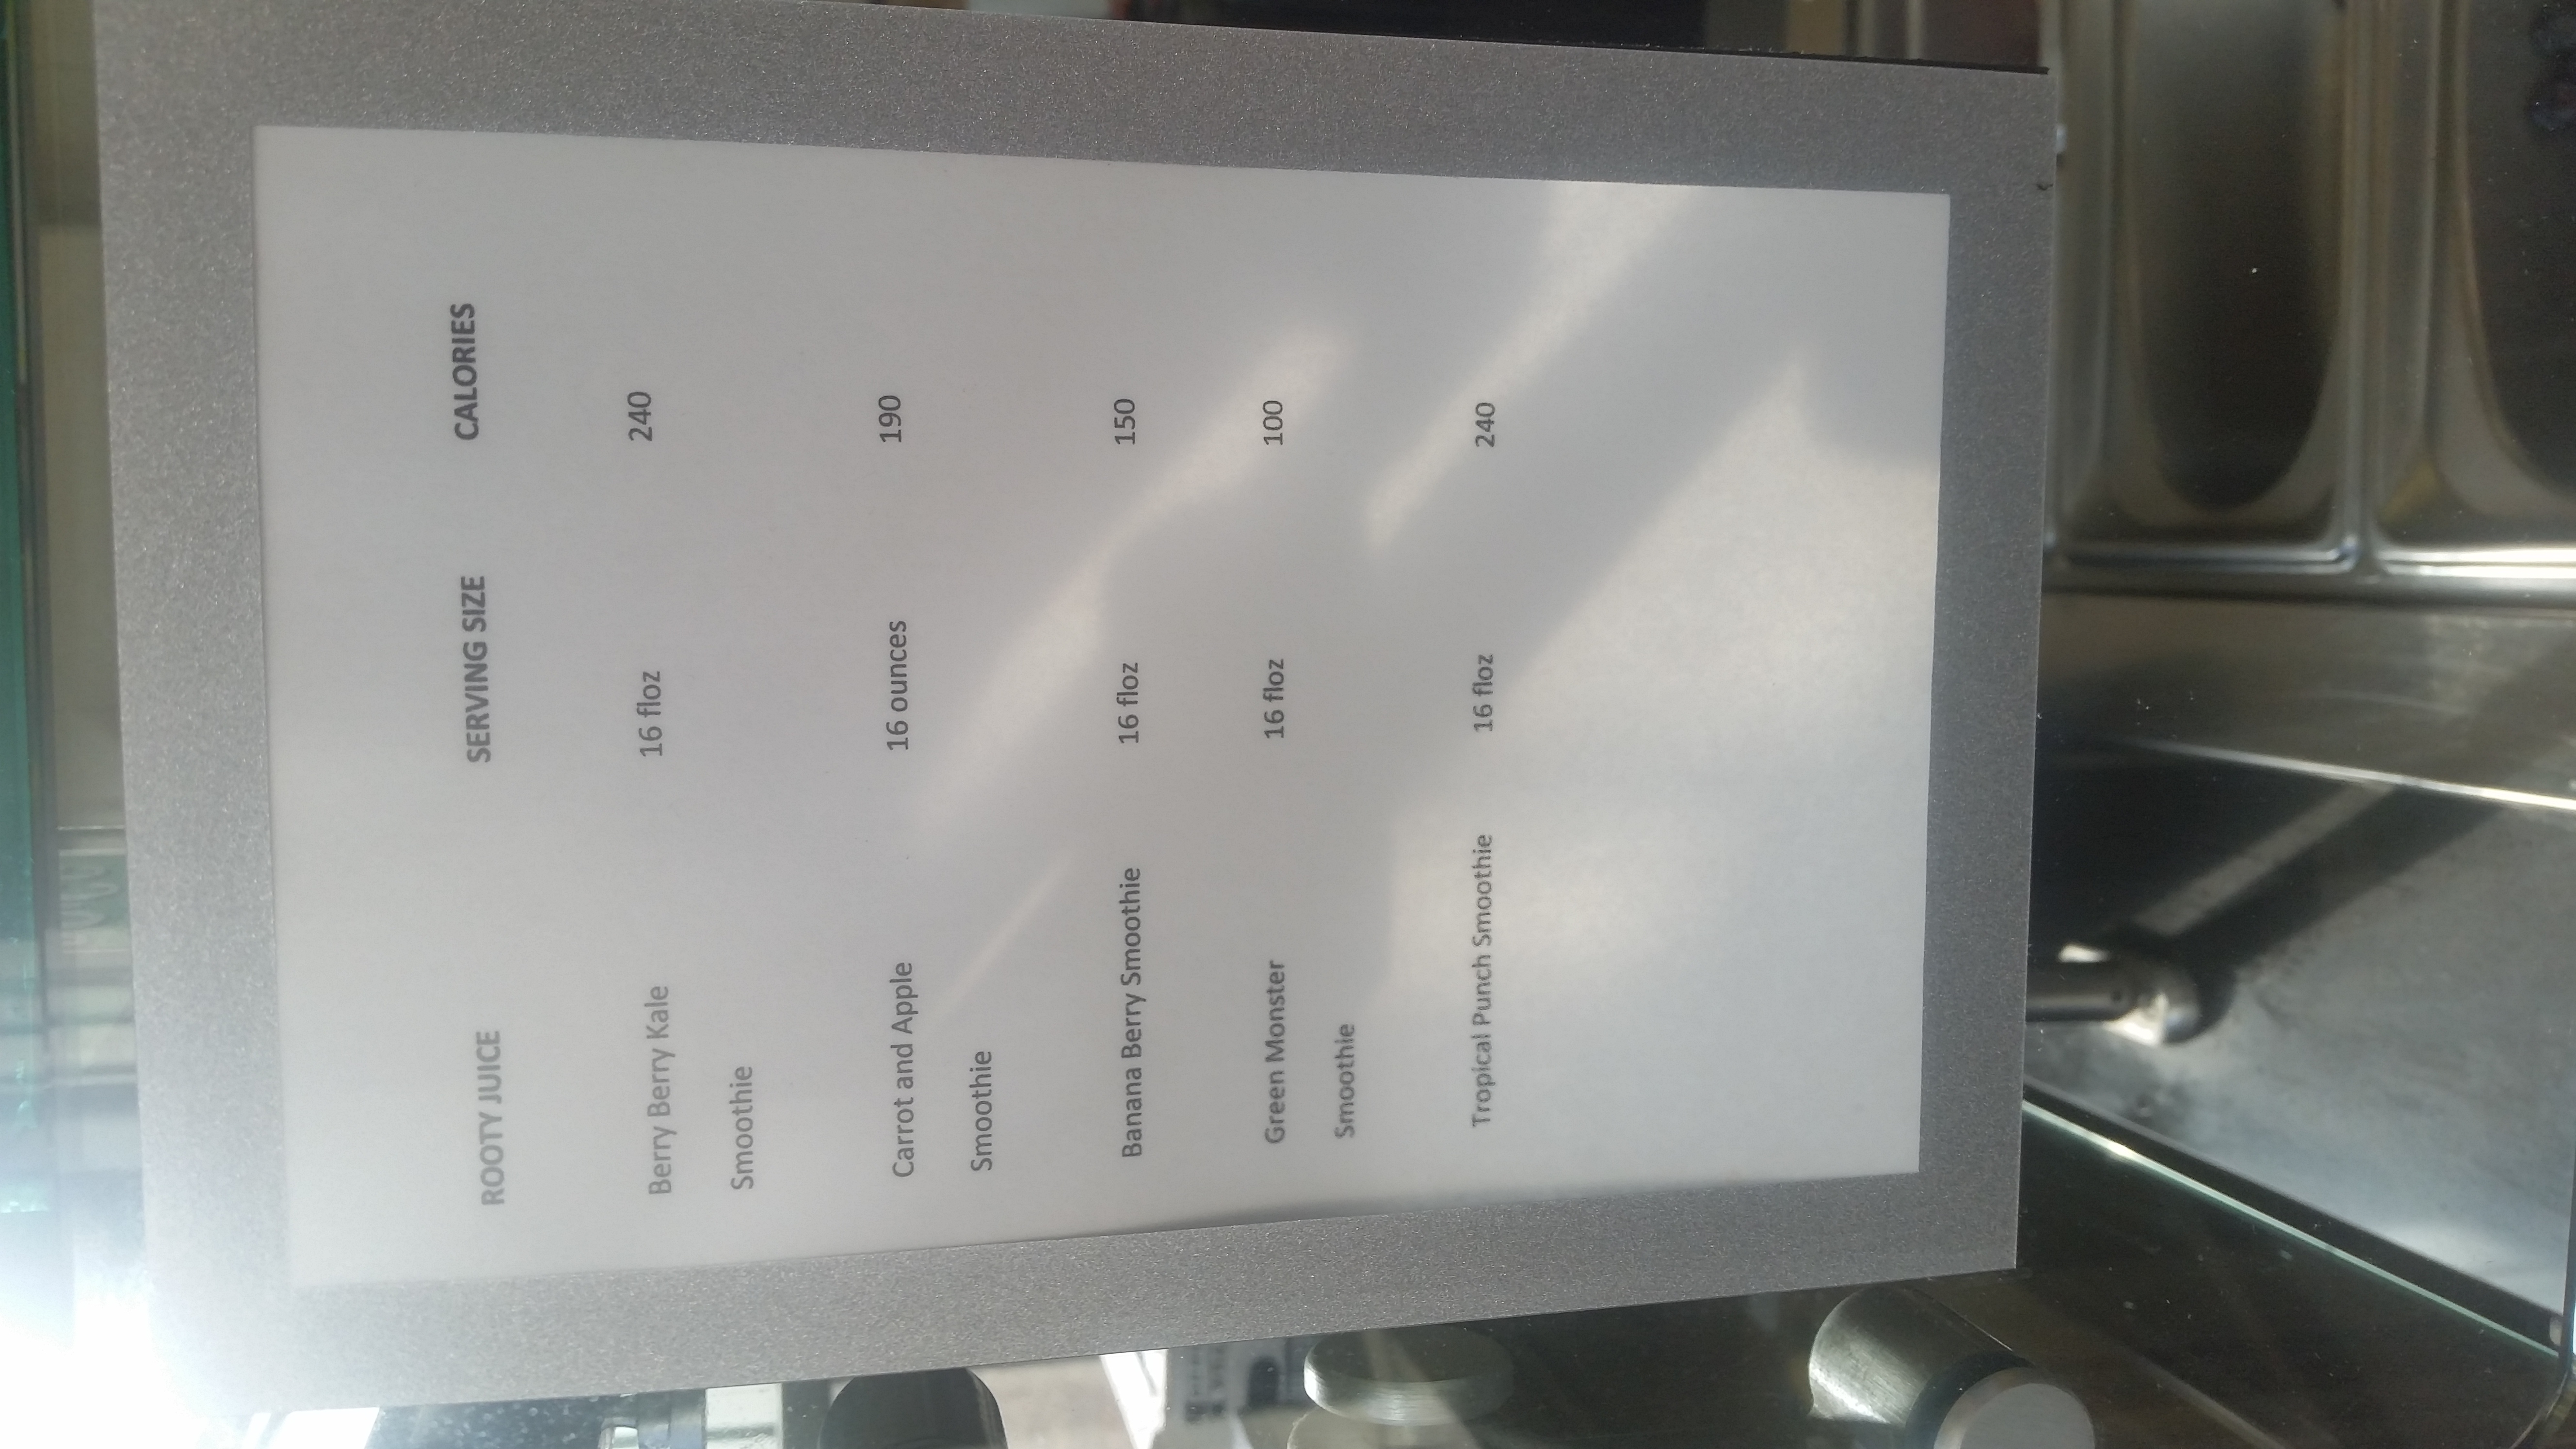 ROOTY JUICE SERVING SIZE CALORIES
Berry Berry Kale 16 floz 240
Smoothie
Carrot and Apple 16 ounces 190
Smoothie
Banana Berry Smoothie 16 floz 150
Green Monster 16 floz 100
Smoothie
Tropical Punch Smoothie 16 floz 240